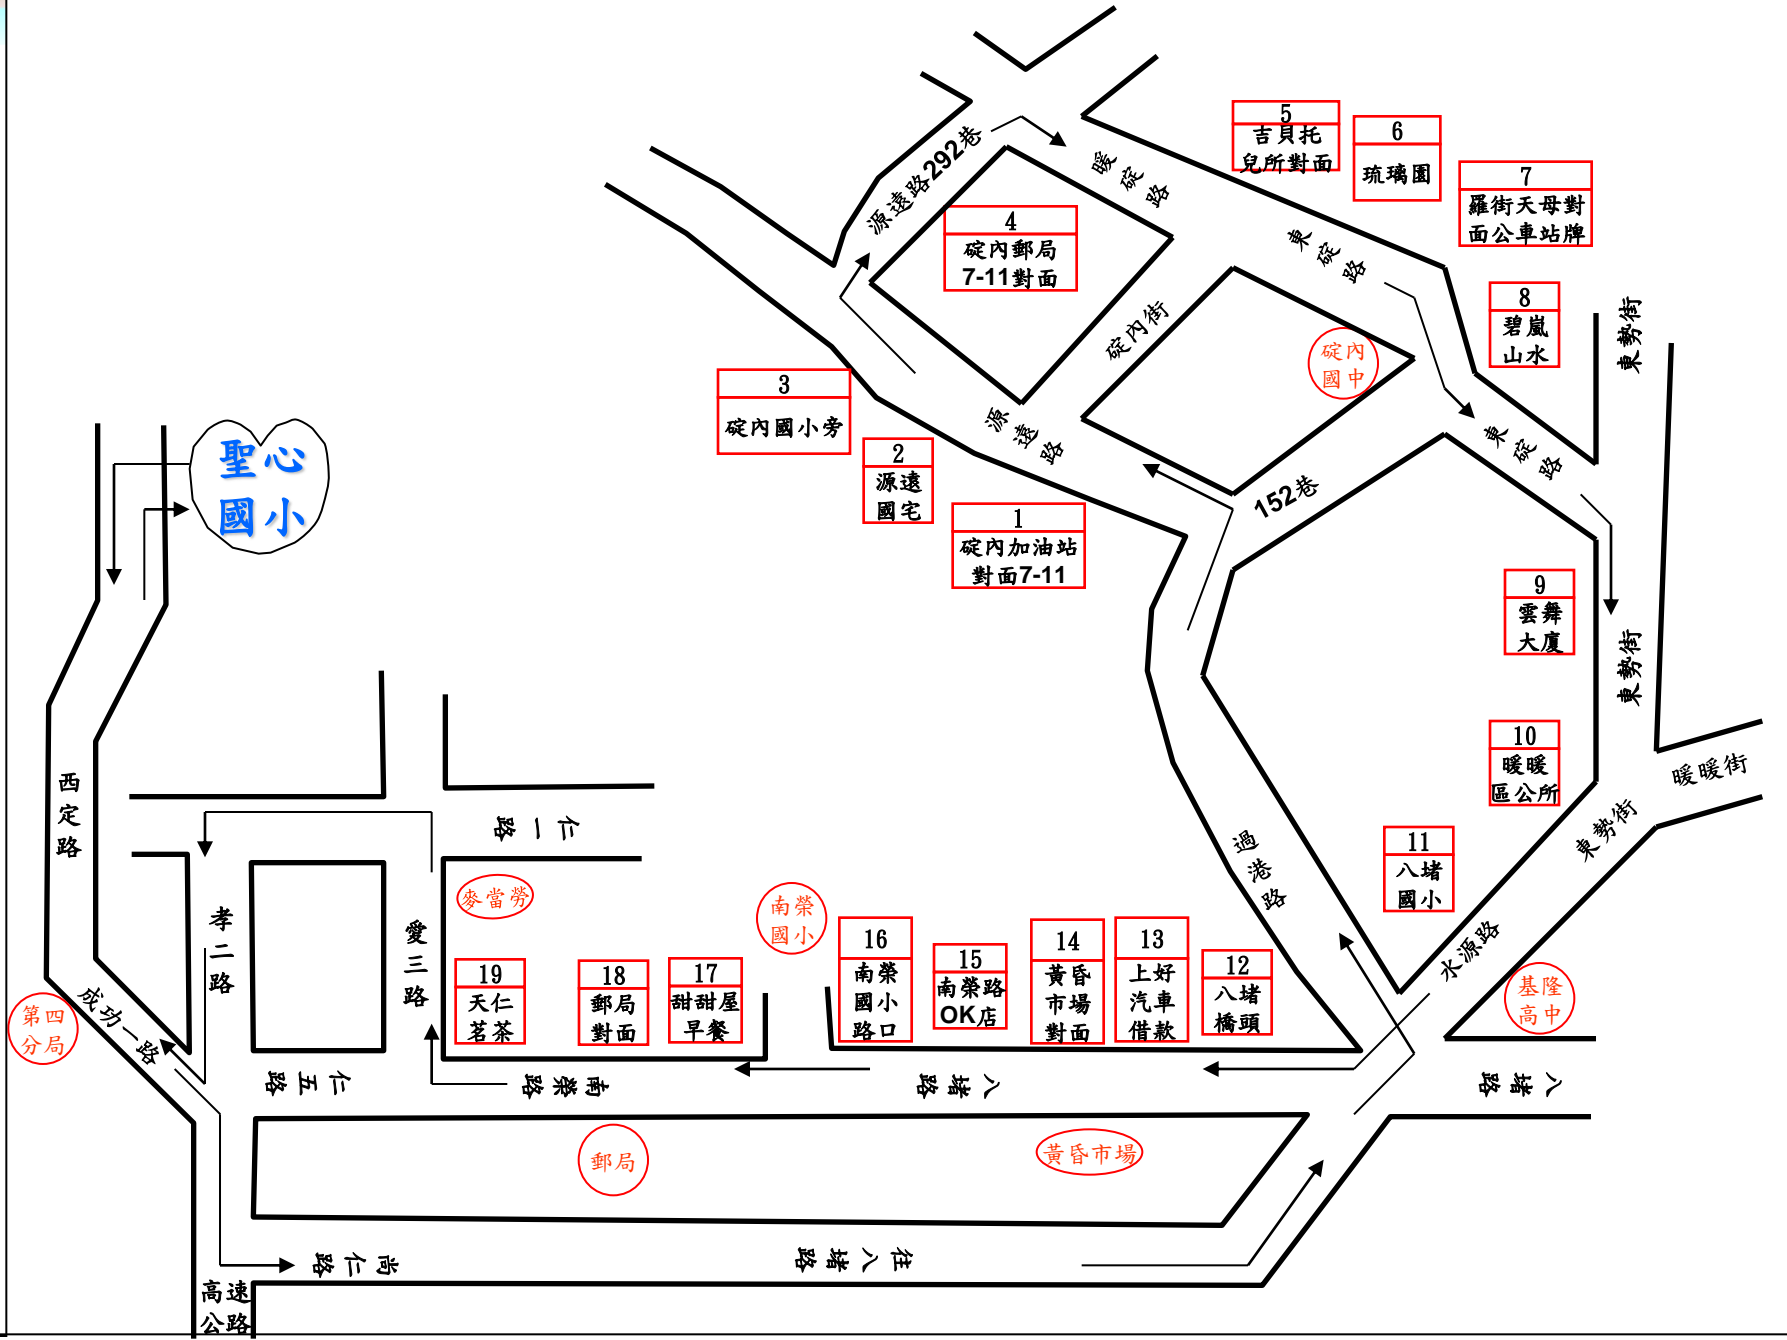 源遠路292巷
暖碇路
5
吉貝托
兒所對面
6
琉璃園
7
羅街天母對
面公車站牌
4
碇內郵局
7-11對面
東碇路
8
碧嵐
山水
東勢街
碇內街
碇內
國中
3
碇內國小旁
源遠路
2
源遠
國宅
東碇路
152巷
1
碇內加油站
對面7-11
聖心
國小
9
雲舞
大廈
東勢街
10
暖暖
區公所
暖暖街
東勢街
西定路
仁一路
過港路
11
八堵
國小
水源路
麥當勞
南榮
國小
孝二路
愛三路
19
天仁
茗茶
18
郵局
對面
17
甜甜屋
早餐
16
南榮
國小
路口
15
南榮路
OK店
14
黃昏
市場
對面
13
上好
汽車
借款
12
八堵
橋頭
基隆
高中
第四
分局
成功一路
仁五路
南榮路
八堵路
八堵路
郵局
黃昏市場
尚仁路
往八堵路
高速
公路